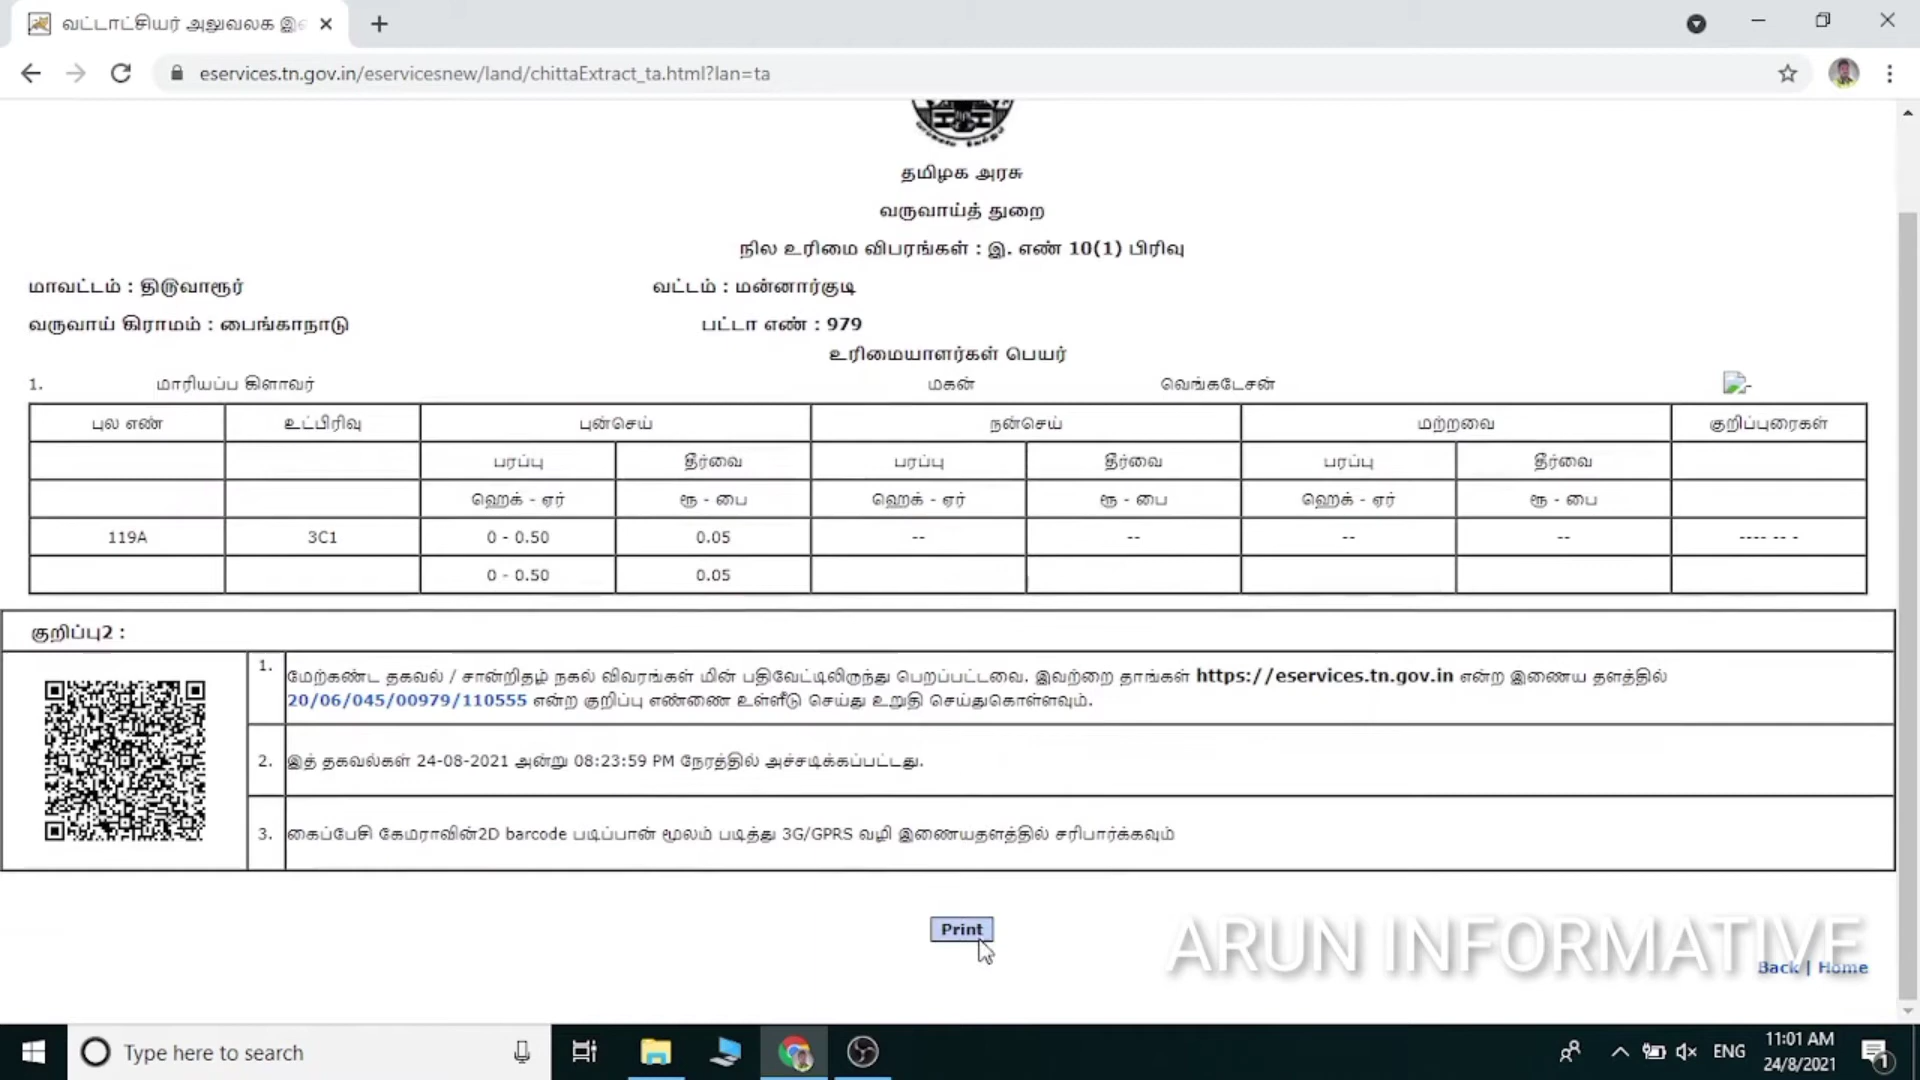 வட்டாட்சியர் அலுவலக இ
eservices.tn.gov.in/eservicesnew/land/chittaExtract_ta.html?lan=ta
தமிழக அரசு
வருவாய்த் துறை
நில உரிமை விபரங்கள் : இ. எண் 10(1) பிரிவு
மாவட்டம் : திருவாரூர் வட்டம் : மன்னார்குடி
வருவாய் கிராமம் : பைங்காநாடு பட்டா எண் : 979
உரிமையாளர்கள் பெயர்
1. மாரியப்ப கிளாவர் மகன் வெங்கடேசன் -
புல எண் உட்பிரிவு புன்செய் நன்செய் மற்றவை குறிப்புரைகள்
பரப்பு தீர்வை பரப்பு தீர்வை பரப்பு தீர்வை
ஹெக் - ஏர் ரூ - பை ஹெக் - ஏர் ரூ - பை ஹெக் - ஏர் ரூ - பை
119A 3C1 0 - 0.50 0.05 -- -- -- -- ---- -- -
0 - 0.50 0.05
குறிப்பு2 :
1. மேற்கண்ட தகவல் / சான்றிதழ் நகல் விவரங்கள் மின் பதிவேட்டிலிருந்து பெறப்பட்டவை. இவற்றை தாங்கள் https://eservices.tn.gov.in என்ற இணைய தளத்தில்
20/06/045/00979/110555 என்ற குறிப்பு எண்ணை உள்ளீடு செய்து உறுதி செய்துகொள்ளவும்.
2. இத் தகவல்கள் 24-08-2021 அன்று 08:23:59 PM நேரத்தில் அச்சடிக்கப்பட்டது.
3. கைப்பேசி கேமராவின்2D barcode படிப்பான் மூலம் படித்து 3G/GPRS வழி இணையதளத்தில் சரிபார்க்கவும்
Print
ARUN INFORMATIVE
Back | Home
Type here to search
ENG
11:01 AM
24/8/2021
1